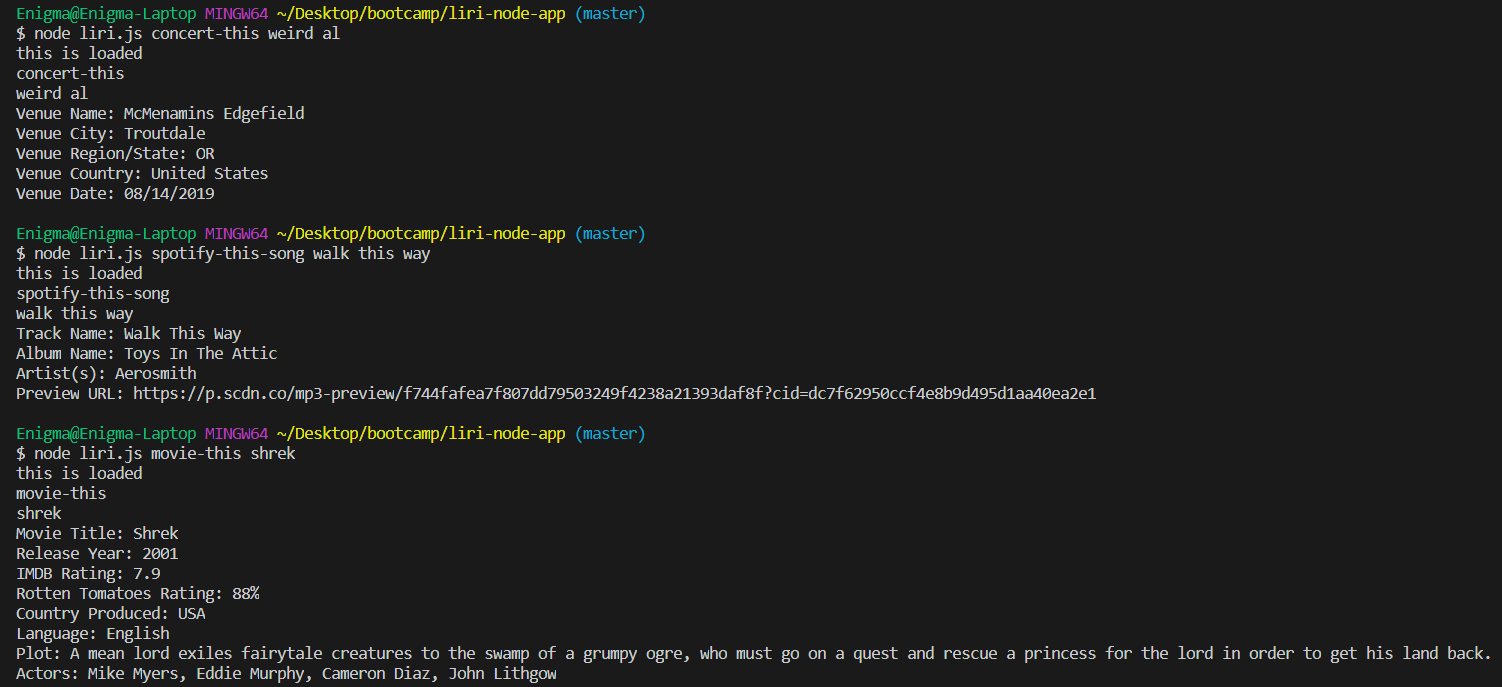 Enigma@Enigma-Laptop MINGW64 ~/Desktop/bootcamp/liri-node-app (master)
$ node liri.js concert-this weird al
this is loaded
concert-this
weird al
Venue Name: McMenamins Edgefield
Venue City: Troutdale
Venue Region/State: OR
Venue Country: United States
Venue Date: 08/14/2019

Enigma@Enigma-Laptop MINGW64 ~/Desktop/bootcamp/liri-node-app (master)
$ node liri.js spotify-this-song walk this way
this is loaded
spotify-this-song
walk this way
Track Name: Walk This Way
Album Name: Toys In The Attic
Artist(s): Aerosmith
Preview URL: https://p.scdn.co/mp3-preview/f744fafea7f807dd79503249f4238a21393daf8f?cid=dc7f62950ccf4e8b9d495d1aa40ea2e1

Enigma@Enigma-Laptop MINGW64 ~/Desktop/bootcamp/liri-node-app (master)
$ node liri.js movie-this shrek
this is loaded
movie-this
shrek
Movie Title: Shrek
Release Year: 2001
IMDB Rating: 7.9
Rotten Tomatoes Rating: 88%
Country Produced: USA
Language: English
Plot: A mean lord exiles fairytale creatures to the swamp of a grumpy ogre, who must go on a quest and rescue a princess for the lord in order to get his land back.
Actors: Mike Myers, Eddie Murphy, Cameron Diaz, John Lithgow